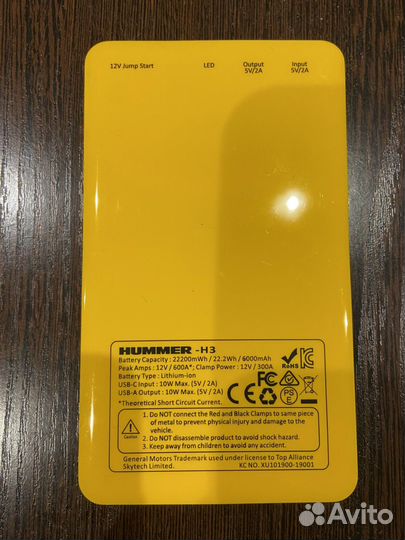 12V Jump Start LED Output Input
5V/2A 5V/2A
HUMMER -H3
Battery Capacity : 22200mWh / 22.2Wh / 6000mAh
Peak Amps : 12V / 600A*; Clamp Power : 12V / 300A
Battery Type : Lithium-ion
USB-C Input : 10W Max. (5V / 2A)
USB-A Output : 10W Max. (5V / 2A)
*Theoretical Short Circuit Current.
RoHS
KC
FC CE PS E
Caution
1. Do NOT connect the Red and Black Clamps to same piece
of metal to prevent physical injury and damage to the
vehicle.
2. Do NOT disassemble product to avoid shock hazard.
3. Keep away from children to avoid any accident.
General Motors Trademark used under license to Top Alliance
Skytech Limited. KC NO. XU101900-19001
Avito